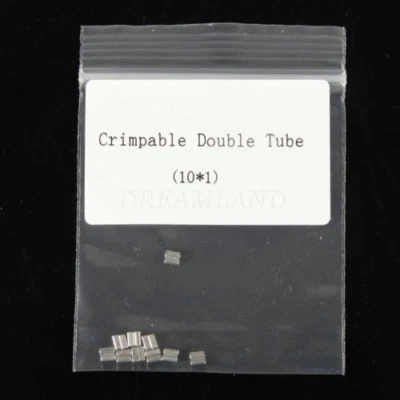 Crimpable Double Tube
(10*1)
DREAMLAND